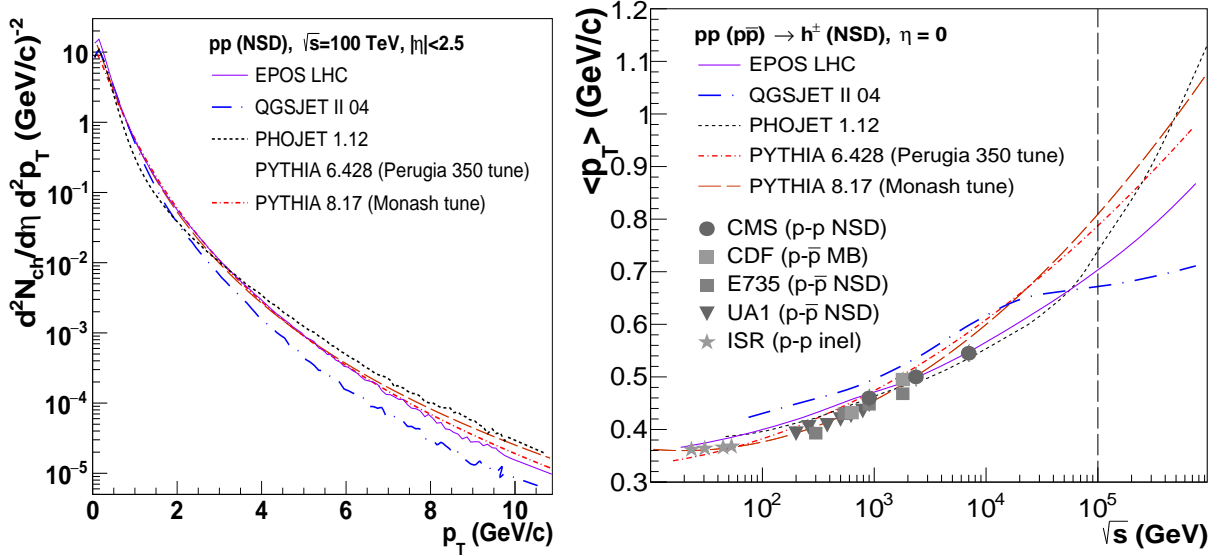 d²N_ch/dη d²p_T (GeV/c)⁻²
pp (NSD), √s=100 TeV, |η|<2.5
EPOS LHC
QGSJET II 04
PHOJET 1.12
PYTHIA 6.428 (Perugia 350 tune)
PYTHIA 8.17 (Monash tune)
10
1
10⁻¹
10⁻²
10⁻³
10⁻⁴
10⁻⁵
0 2 4 6 8 10
p_T (GeV/c)
<p_T> (GeV/c)
pp (pp̅) → h± (NSD), η = 0
EPOS LHC
QGSJET II 04
PHOJET 1.12
PYTHIA 6.428 (Perugia 350 tune)
PYTHIA 8.17 (Monash tune)
CMS (p-p NSD)
CDF (p-p̅ MB)
E735 (p-p̅ NSD)
UA1 (p-p̅ NSD)
ISR (p-p inel)
1.2
1.1
1
0.9
0.8
0.7
0.6
0.5
0.4
0.3
10² 10³ 10⁴ 10⁵
√s (GeV)